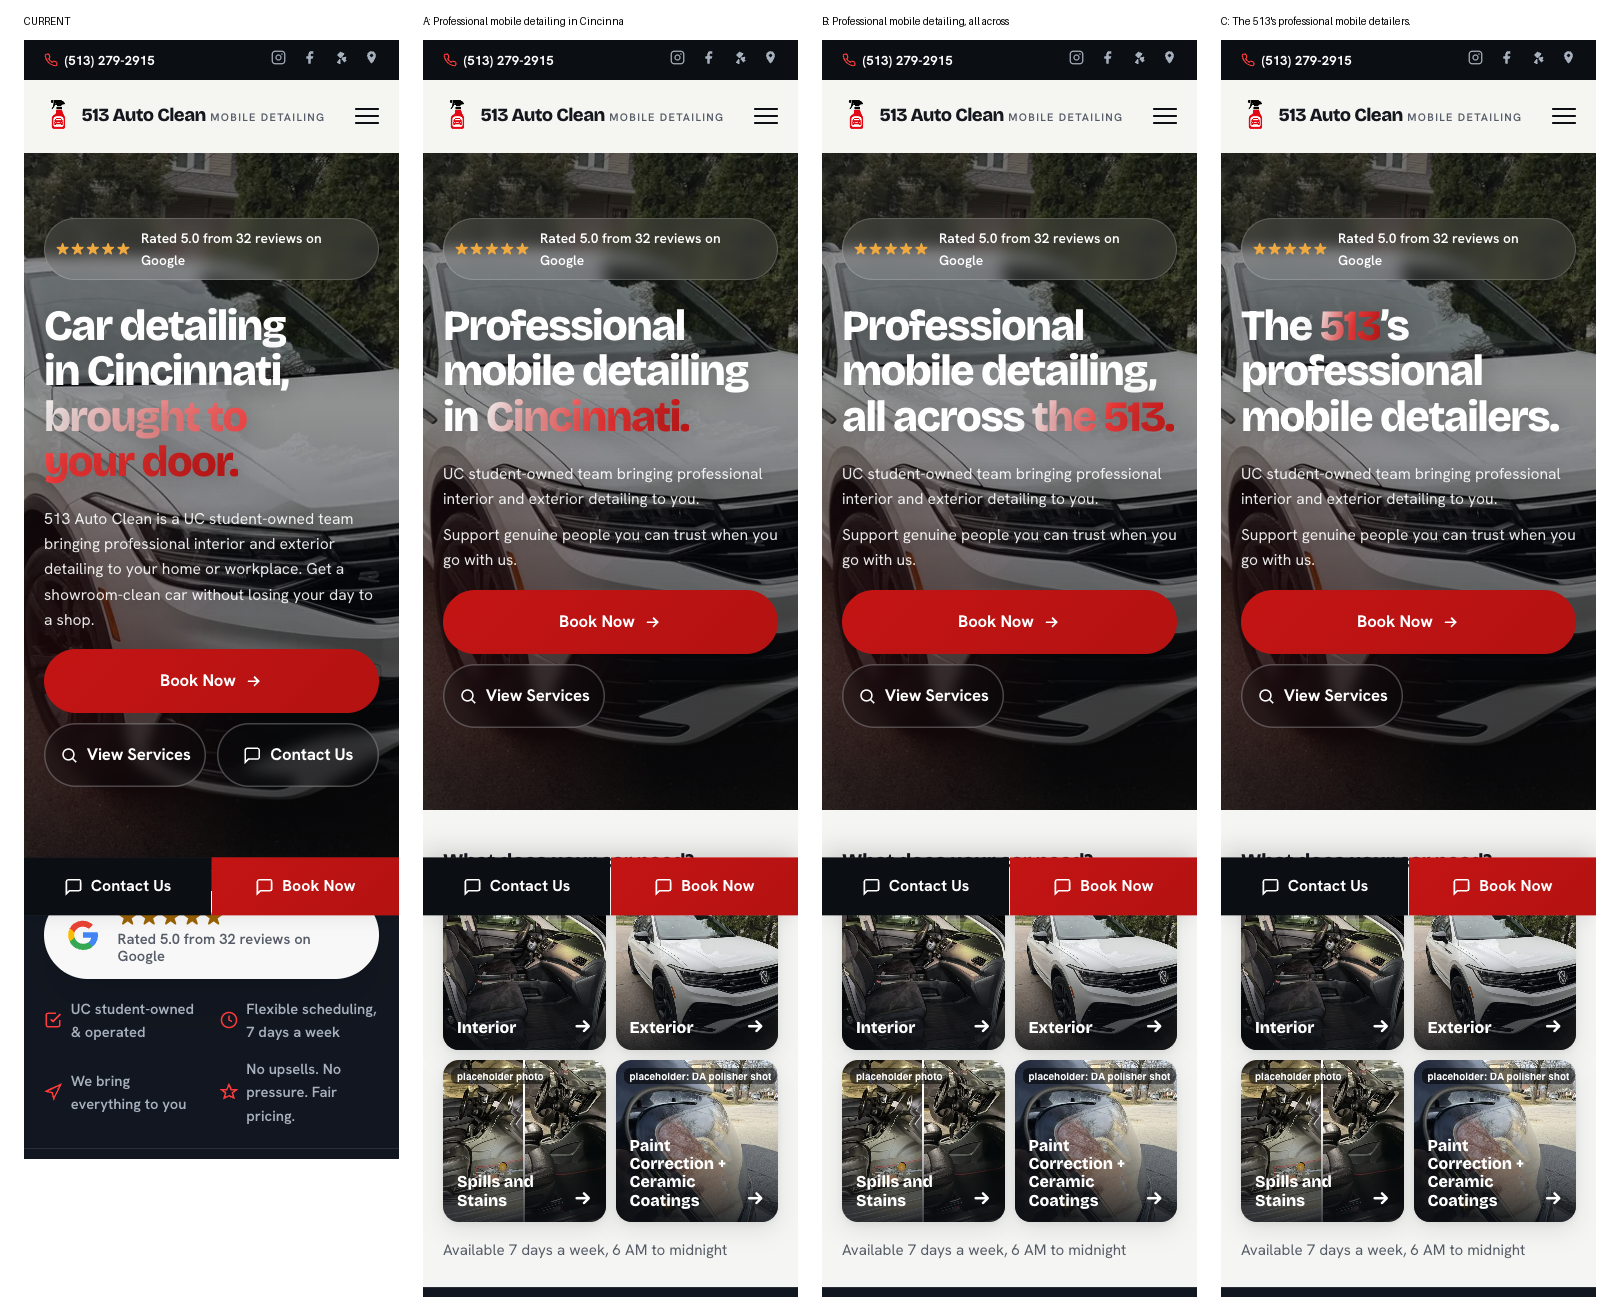 CURRENT
(513) 279-2915
513 Auto Clean MOBILE DETAILING
Rated 5.0 from 32 reviews on
Google
Car detailing
in Cincinnati,
brought to
your door.
513 Auto Clean is a UC student-owned team
bringing professional interior and exterior
detailing to your home or workplace. Get a
showroom-clean car without losing your day to
a shop.
Book Now
View Services
Contact Us
Contact Us
Book Now
Rated 5.0 from 32 reviews on
Google
UC student-owned
& operated
Flexible scheduling,
7 days a week
We bring
everything to you
No upsells. No
pressure. Fair
pricing.
A: Professional mobile detailing in Cincinna
(513) 279-2915
513 Auto Clean MOBILE DETAILING
Rated 5.0 from 32 reviews on
Google
Professional
mobile detailing
in Cincinnati.
UC student-owned team bringing professional
interior and exterior detailing to you.
Support genuine people you can trust when you
go with us.
Book Now
View Services
Contact Us
Book Now
Interior
Exterior
placeholder photo
Spills and
Stains
placeholder: DA polisher shot
Paint
Correction +
Ceramic
Coatings
Available 7 days a week, 6 AM to midnight
B: Professional mobile detailing, all across
(513) 279-2915
513 Auto Clean MOBILE DETAILING
Rated 5.0 from 32 reviews on
Google
Professional
mobile detailing,
all across the 513.
UC student-owned team bringing professional
interior and exterior detailing to you.
Support genuine people you can trust when you
go with us.
Book Now
View Services
Contact Us
Book Now
Interior
Exterior
placeholder photo
Spills and
Stains
placeholder: DA polisher shot
Paint
Correction +
Ceramic
Coatings
Available 7 days a week, 6 AM to midnight
C: The 513's professional mobile detailers.
(513) 279-2915
513 Auto Clean MOBILE DETAILING
Rated 5.0 from 32 reviews on
Google
The 513's
professional
mobile detailers.
UC student-owned team bringing professional
interior and exterior detailing to you.
Support genuine people you can trust when you
go with us.
Book Now
View Services
Contact Us
Book Now
Interior
Exterior
placeholder photo
Spills and
Stains
placeholder: DA polisher shot
Paint
Correction +
Ceramic
Coatings
Available 7 days a week, 6 AM to midnight